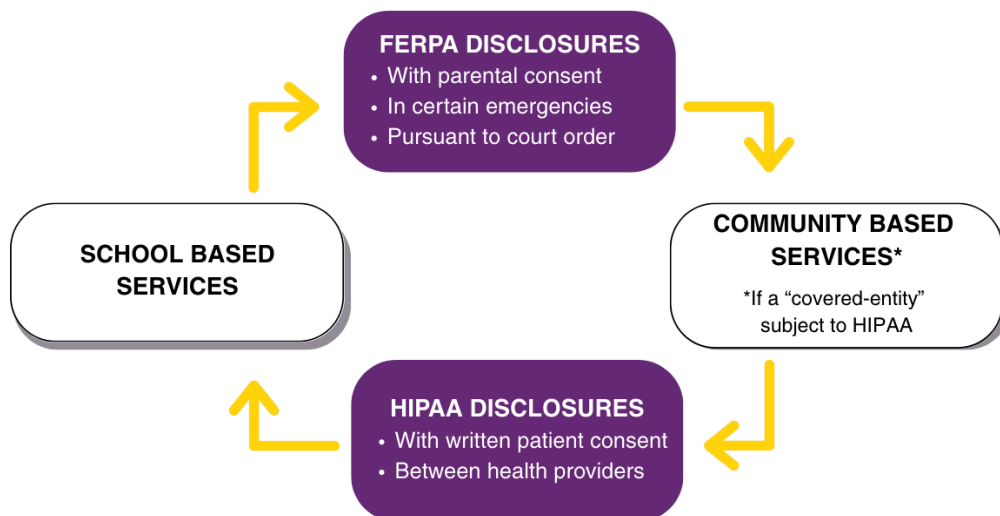 FERPA DISCLOSURES
• With parental consent
• In certain emergencies
• Pursuant to court order
SCHOOL BASED
SERVICES
COMMUNITY BASED
SERVICES*
*If a “covered-entity”
subject to HIPAA
HIPAA DISCLOSURES
• With written patient consent
• Between health providers